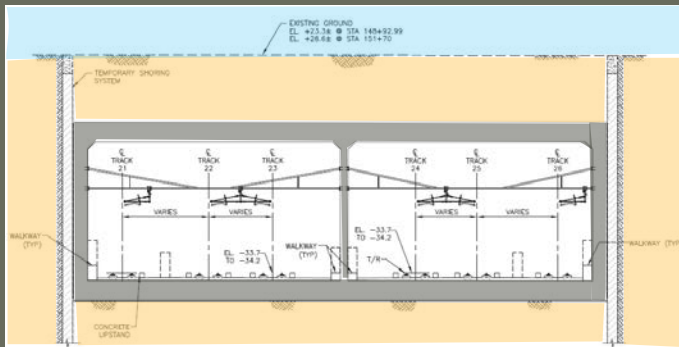 EXISTING GROUND
EL. +23.3± @ STA 148+92.99
EL. +26.6± @ STA 151+70
TEMPORARY SHORING
SYSTEM
℄
TRACK
21
℄
TRACK
22
℄
TRACK
23
℄
TRACK
24
℄
TRACK
25
℄
TRACK
26
VARIES
VARIES
VARIES
VARIES
WALKWAY
(TYP)
EL. -33.7
TO -34.2
WALKWAY
(TYP)
EL. -33.7
TO -34.2
T/R
WALKWAY
(TYP
CONCRETE
UPSTAND